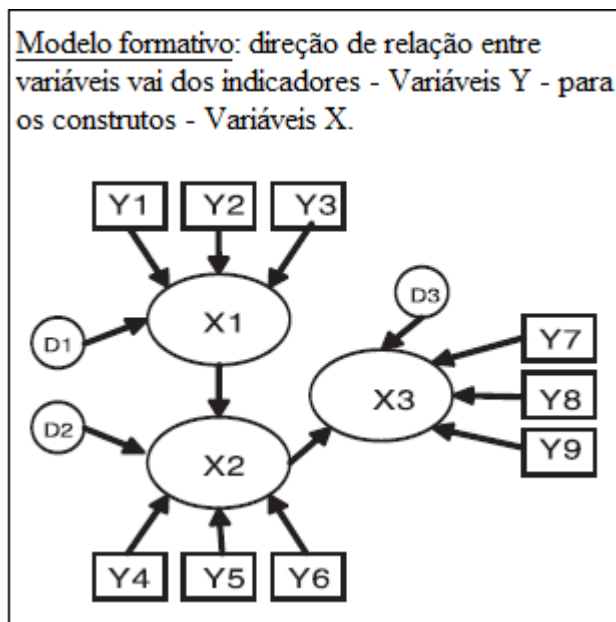 Modelo formativo: direção de relação entre
variáveis vai dos indicadores - Variáveis Y - para
os construtos - Variáveis X.
Y1 Y2 Y3
D3
X1
D1
Y7
X3
Y8
D2
X2
Y9
Y4 Y5 Y6